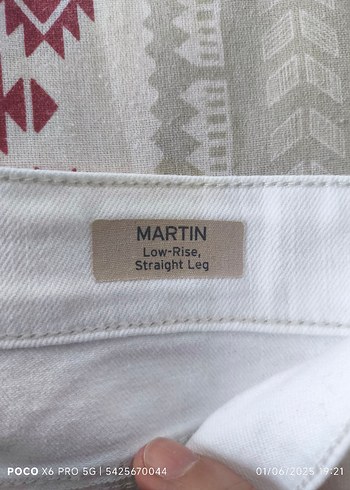 MARTIN
Low-Rise,
Straight Leg
POCO X6 PRO 5G | 5425670044
01/06/2025 19:21